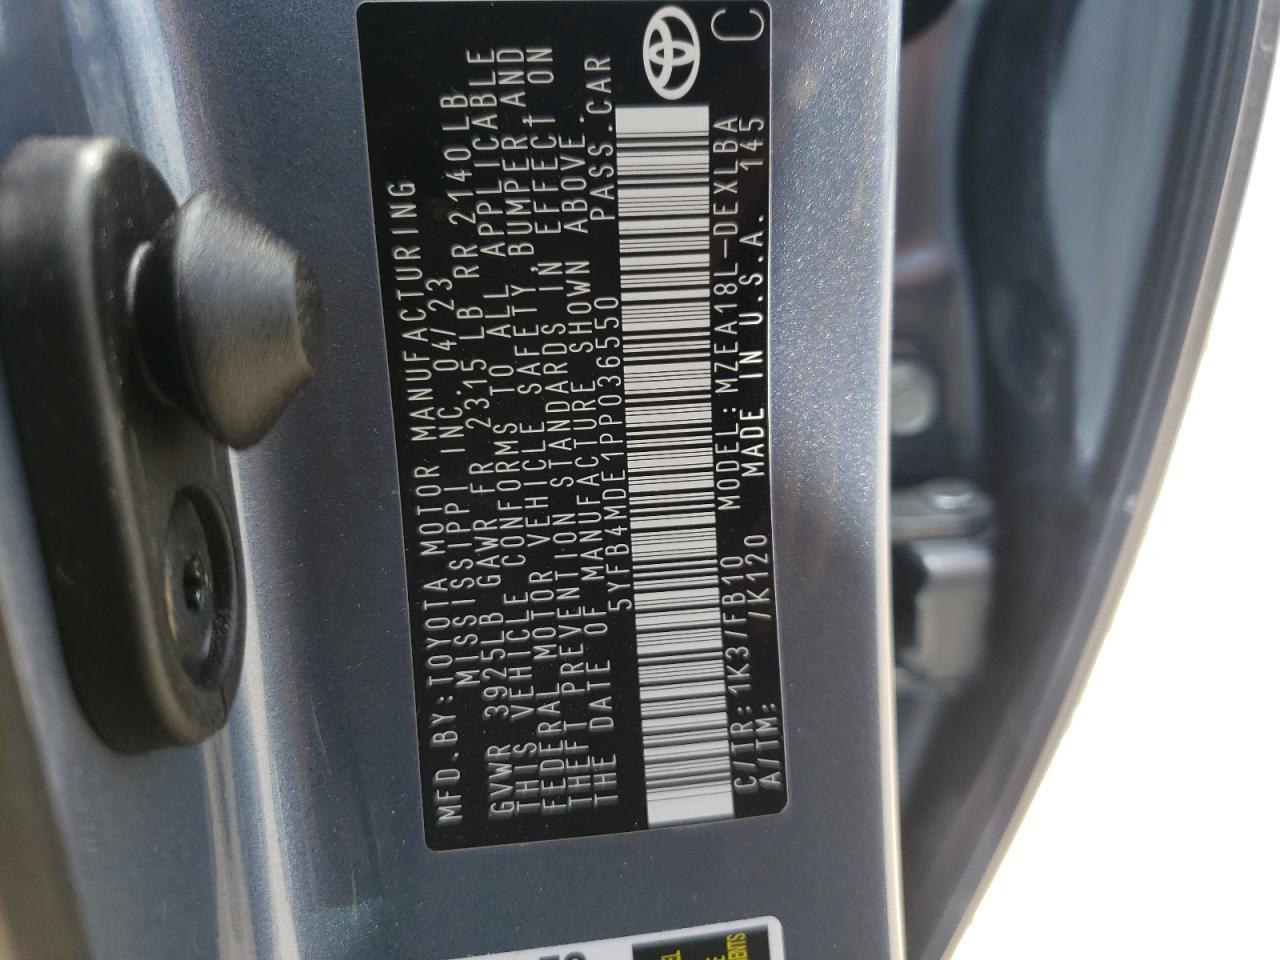 MFD.BY:TOYOTA MOTOR MANUFACTURING
MISSISSIPPI INC. 04/23
GVWR 3925LB GAWR FR 2315 LB RR 2140LB
THIS VEHICLE CONFORMS TO ALL APPLICABLE
FEDERAL MOTOR VEHICLE SAFETY, BUMPER, AND
THEFT PREVENTION STANDARDS IN EFFECT ON
THE DATE OF MANUFACTURE SHOWN ABOVE.
5YFB4MDE1PP036550 PASS.CAR
C/TR:1K3/FB10 MODEL:MZEA18L-DEXLBA
A/TM: /K120 MADE IN U.S.A. 145
C